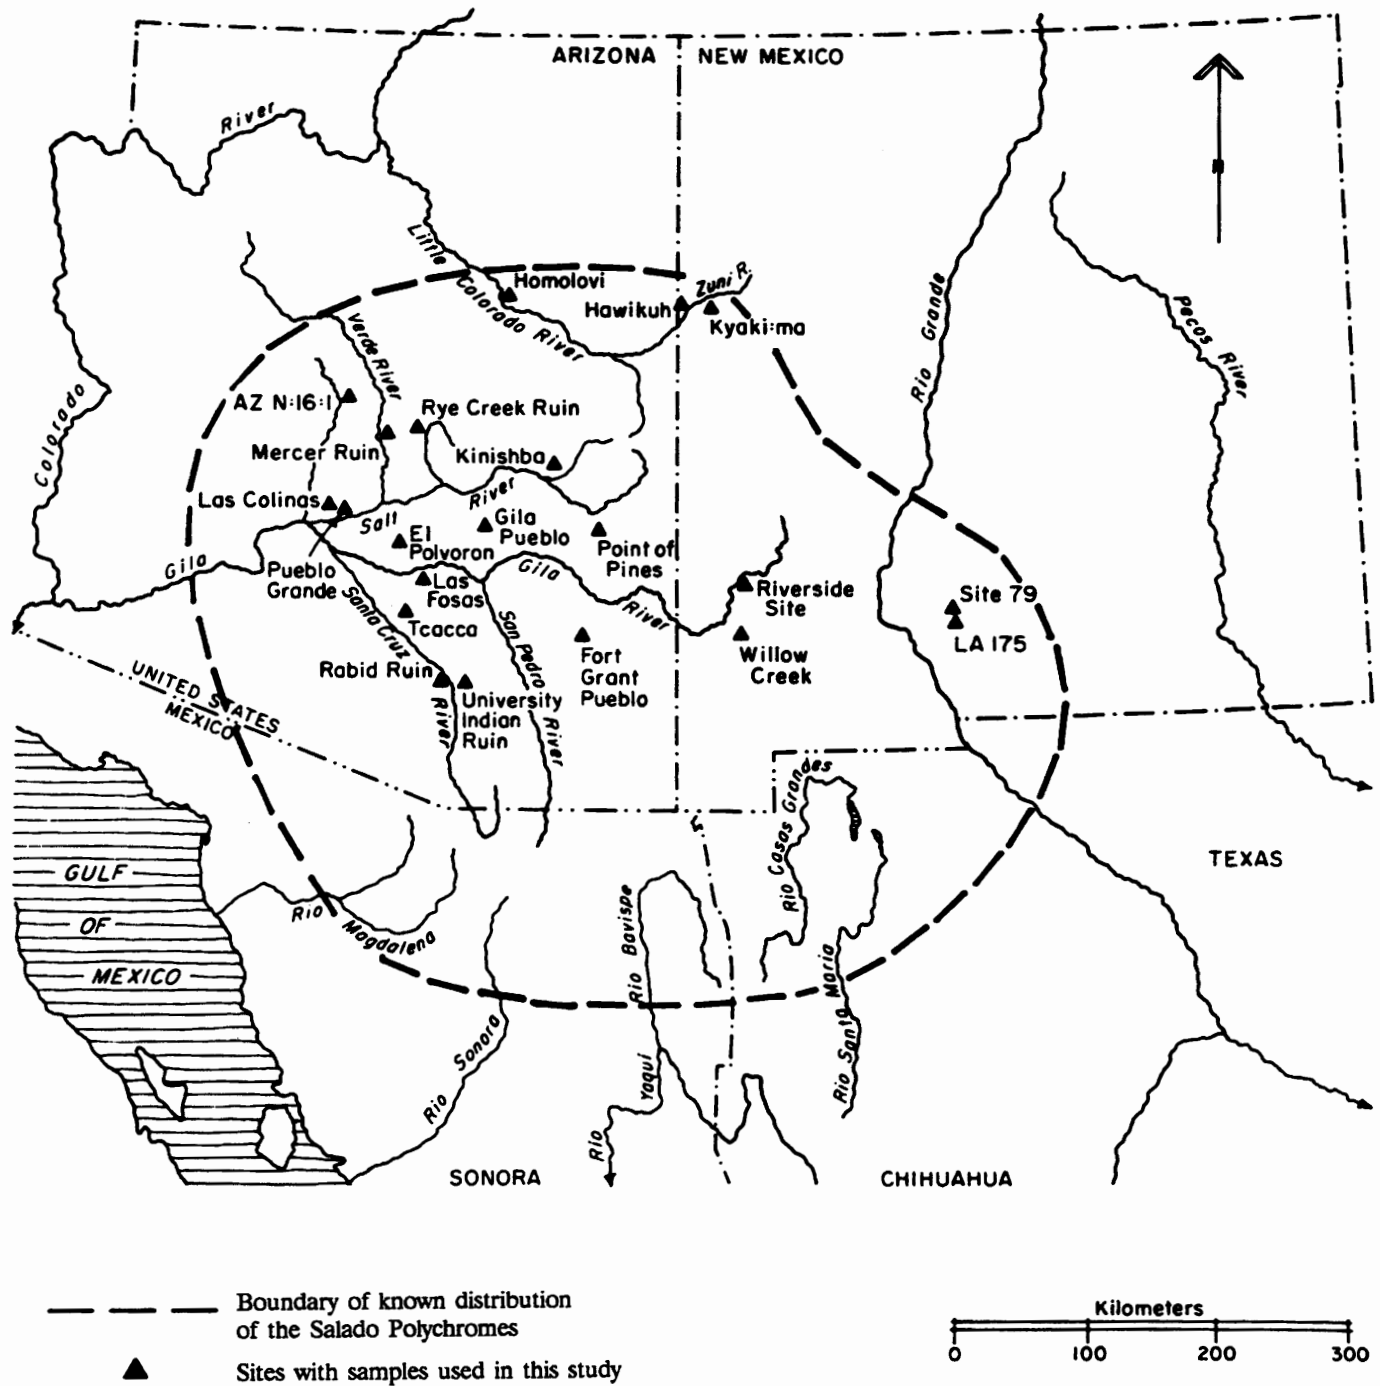 ARIZONA
NEW MEXICO
N
River
Little
Colorado River
Homolovi
Hawikuh
Zuni R.
Kyaki:ma
Rio Grande
Pecos River
Verde River
Colorado
AZ N:16:1
Rye Creek Ruin
Mercer Ruin
Kinishba
Las Colinas
Salt
River
Gila
Pueblo
El
Polvoron
Point of
Pines
Gila
Pueblo
Grande
Las
Fosas
Gila
River
Riverside
Site
Site 79
LA 175
Santa Cruz
River
Tcacca
San Pedro
River
Rabid Ruin
University
Indian
Ruin
Fort
Grant
Pueblo
Willow
Creek
UNITED STATES
MEXICO
Rio Casas Grandes
TEXAS
GULF
OF
MEXICO
Rio
Magdalena
Rio Bavispe
Rio Santa Maria
Rio Sonora
Yaqui
Rio
SONORA
CHIHUAHUA
Boundary of known distribution
of the Salado Polychromes
Sites with samples used in this study
Kilometers
0 100 200 300